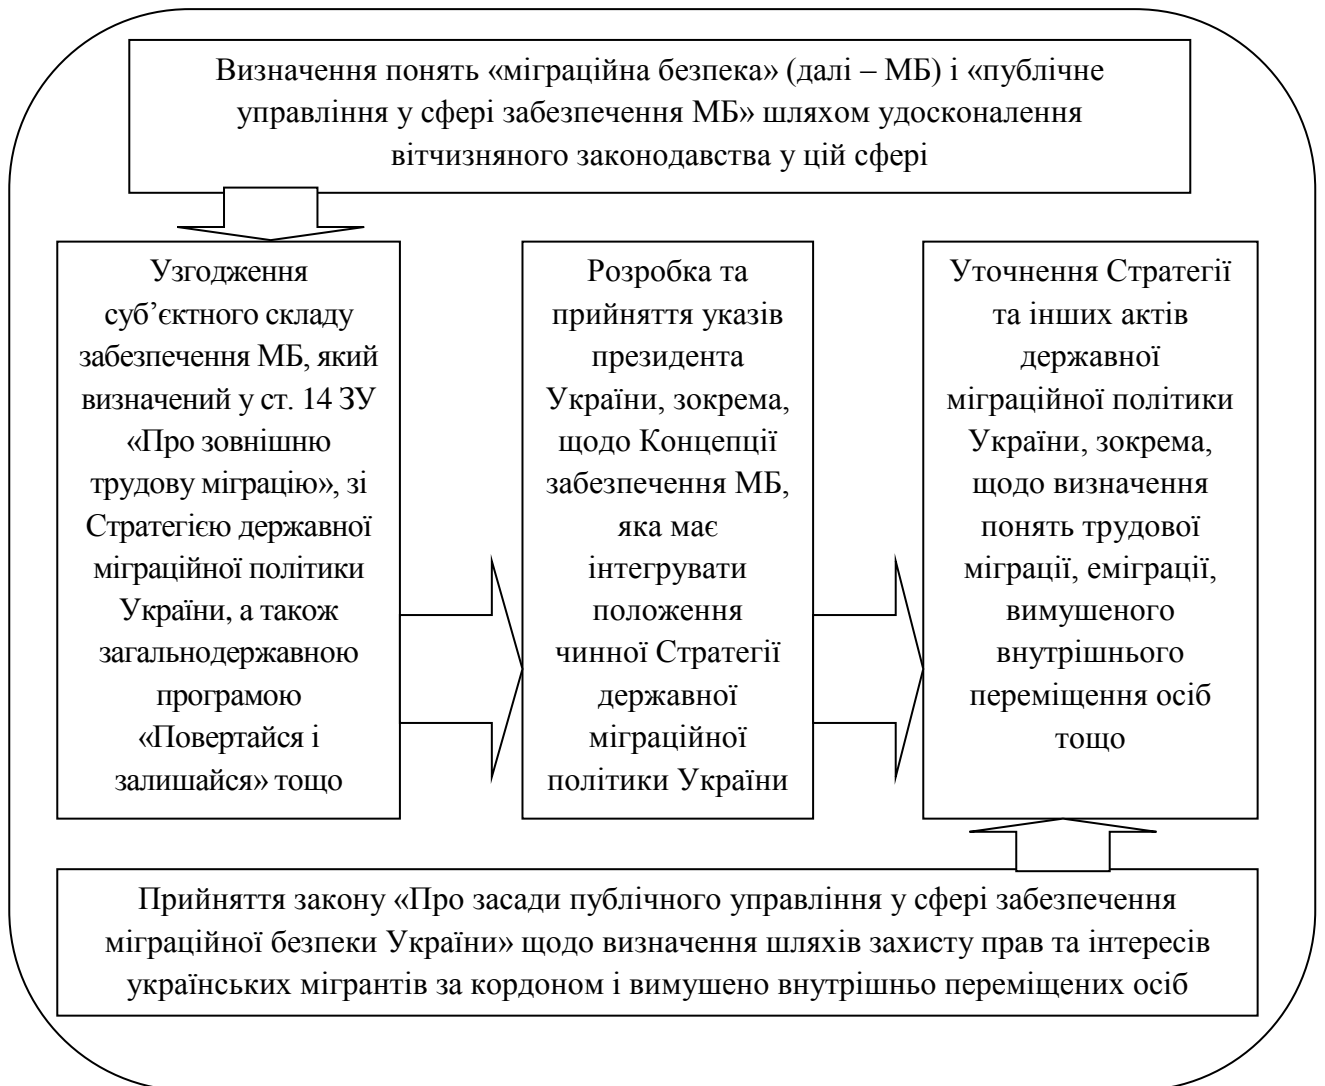 Визначення понять «міграційна безпека» (далі – МБ) і «публічне
управління у сфері забезпечення МБ» шляхом удосконалення
вітчизняного законодавства у цій сфері
Узгодження
суб’єктного складу
забезпечення МБ, який
визначений у ст. 14 ЗУ
«Про зовнішню
трудову міграцію», зі
Стратегією державної
міграційної політики
України, а також
загальнодержавною
програмою
«Повертайся і
залишайся» тощо
Розробка та
прийняття указів
президента
України, зокрема,
щодо Концепції
забезпечення МБ,
яка має
інтегрувати
положення
чинної Стратегії
державної
міграційної
політики України
Уточнення Стратегії
та інших актів
державної
міграційної політики
України, зокрема,
щодо визначення
понять трудової
міграції, еміграції,
вимушеного
внутрішнього
переміщення осіб
тощо
Прийняття закону «Про засади публічного управління у сфері забезпечення
міграційної безпеки України» щодо визначення шляхів захисту прав та інтересів
українських мігрантів за кордоном і вимушено внутрішньо переміщених осіб